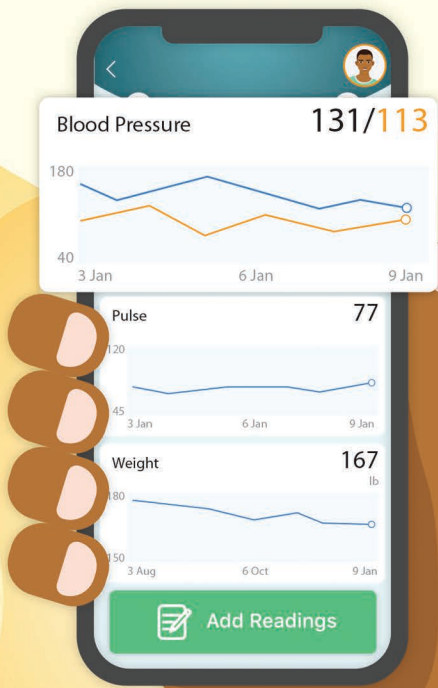 Blood Pressure 131/113
180
40
3 Jan 6 Jan 9 Jan
Pulse 77
120
45
3 Jan 6 Jan 9 Jan
Weight 167
lb
180
150
3 Aug 6 Oct 9 Jan
Add Readings